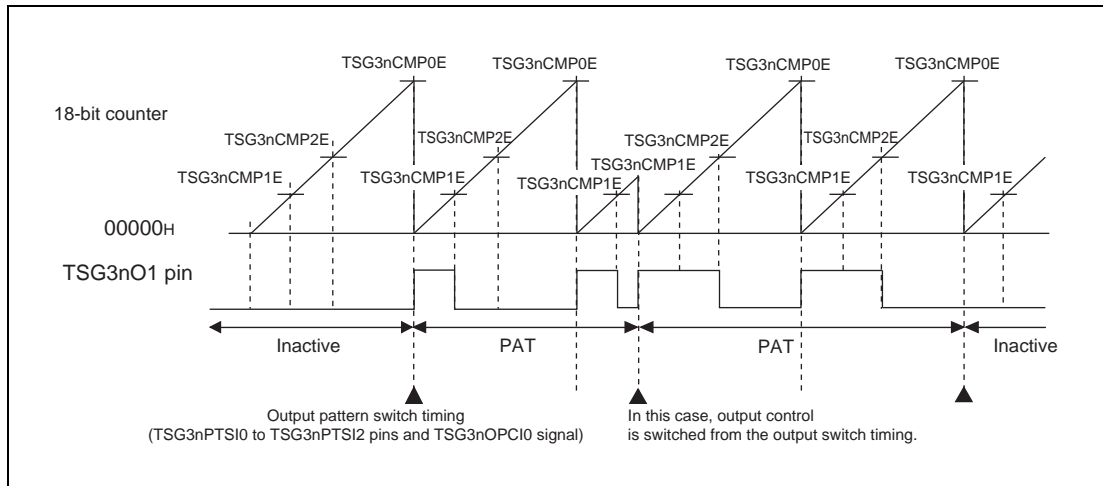 TSG3nCMP0E TSG3nCMP0E TSG3nCMP0E TSG3nCMP0E
18-bit counter
TSG3nCMP2E TSG3nCMP2E TSG3nCMP2E TSG3nCMP2E
TSG3nCMP1E TSG3nCMP1E TSG3nCMP1E TSG3nCMP1E TSG3nCMP1E TSG3nCMP1E
00000H
TSG3nO1 pin
Inactive PAT PAT Inactive
Output pattern switch timing
(TSG3nPTSI0 to TSG3nPTSI2 pins and TSG3nOPCI0 signal)
In this case, output control
is switched from the output switch timing.